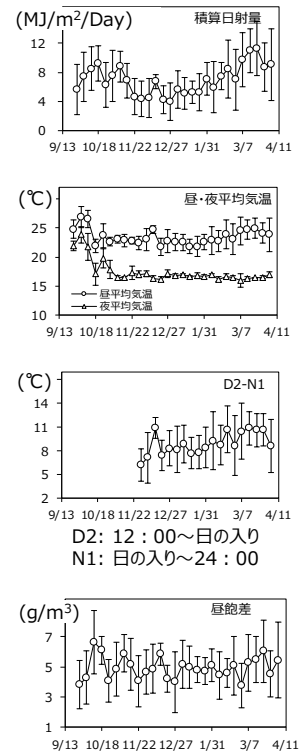 (MJ/m²/Day)
積算日射量
12
8
4
0
9/13 10/18 11/22 12/27 1/31 3/7 4/11
(℃)
昼・夜平均気温
25
20
15
10
昼平均気温
夜平均気温
9/13 10/18 11/22 12/27 1/31 3/7 4/11
(℃)
D2-N1
14
11
8
5
2
9/13 10/18 11/22 12/27 1/31 3/7 4/11
D2: 12：00～日の入り
N1: 日の入り～24：00
(g/m³)
昼飽差
7
5
3
1
9/13 10/18 11/22 12/27 1/31 3/7 4/11